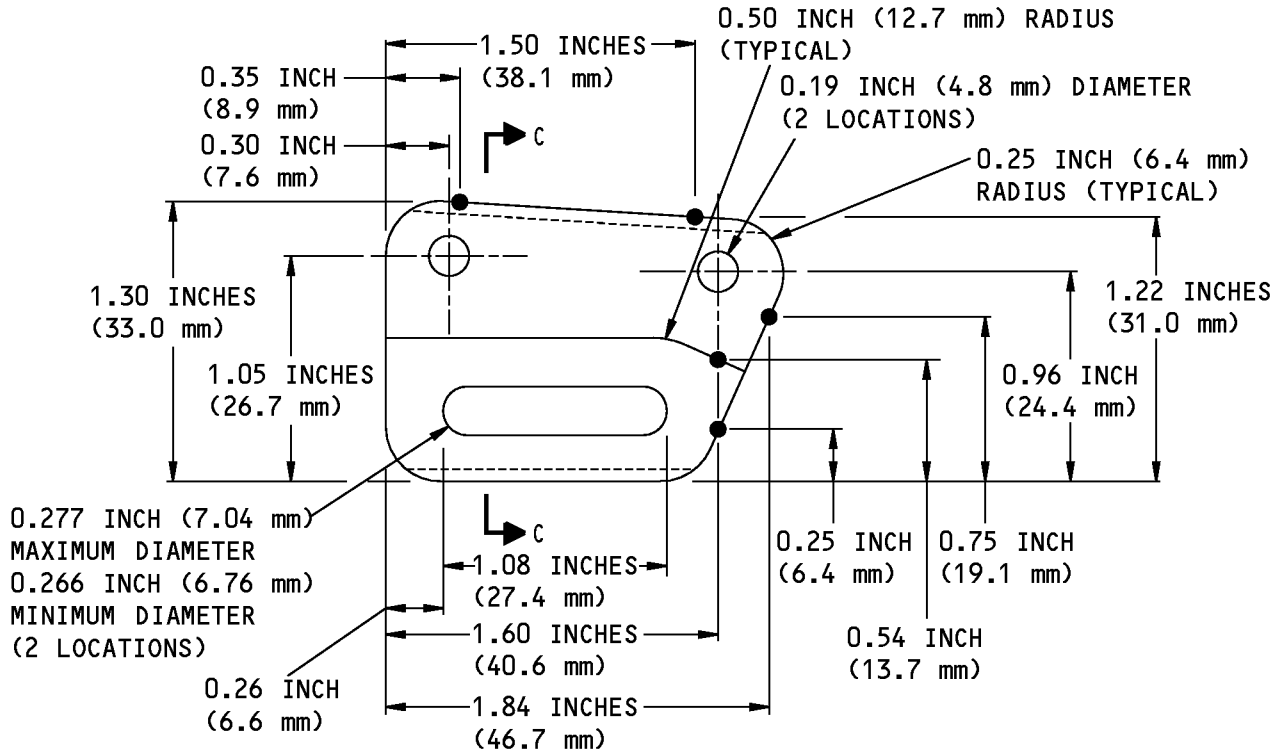 0.50 INCH (12.7 mm) RADIUS
(TYPICAL)
1.50 INCHES
(38.1 mm)
0.35 INCH
(8.9 mm)
0.19 INCH (4.8 mm) DIAMETER
(2 LOCATIONS)
C
0.30 INCH
(7.6 mm)
0.25 INCH (6.4 mm)
RADIUS (TYPICAL)
1.30 INCHES
(33.0 mm)
1.22 INCHES
(31.0 mm)
1.05 INCHES
(26.7 mm)
0.96 INCH
(24.4 mm)
0.277 INCH (7.04 mm)
MAXIMUM DIAMETER
0.266 INCH (6.76 mm)
MINIMUM DIAMETER
(2 LOCATIONS)
C
0.25 INCH
(6.4 mm)
0.75 INCH
(19.1 mm)
1.08 INCHES
(27.4 mm)
1.60 INCHES
(40.6 mm)
0.54 INCH
(13.7 mm)
0.26 INCH
(6.6 mm)
1.84 INCHES
(46.7 mm)